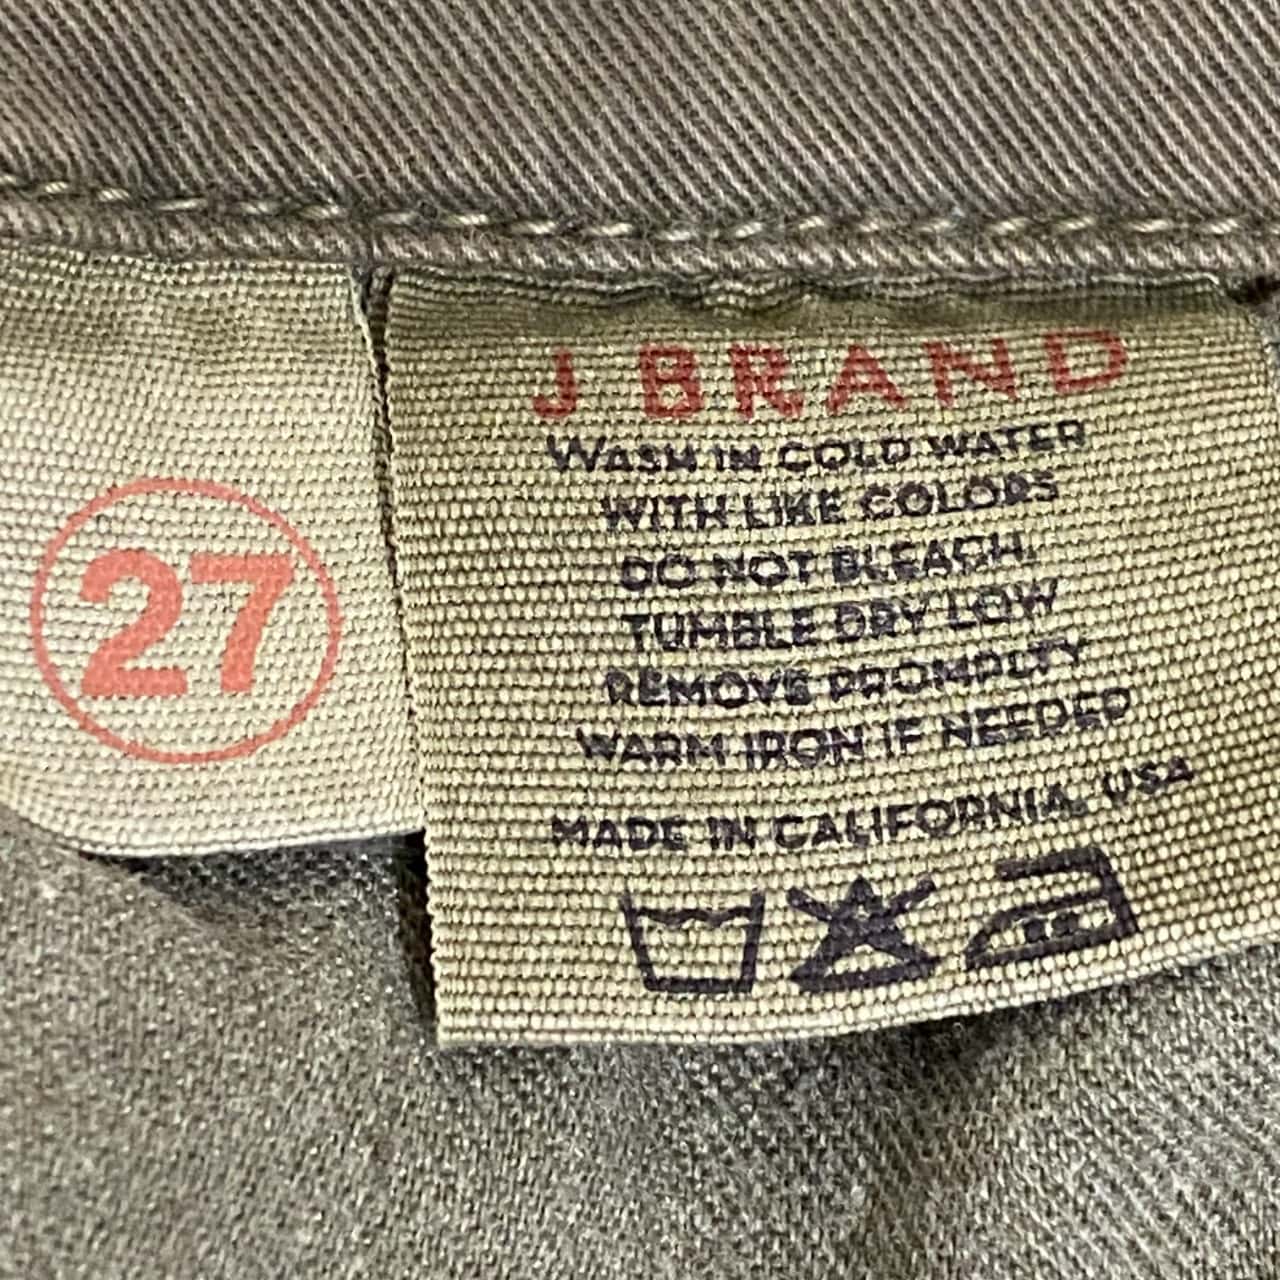 27
J BRAND
WASH IN COLD WATER
WITH LIKE COLORS
DO NOT BLEACH.
TUMBLE DRY LOW
REMOVE PROMPLTY
WARM IRON IF NEEDED
MADE IN CALIFORNIA, USA